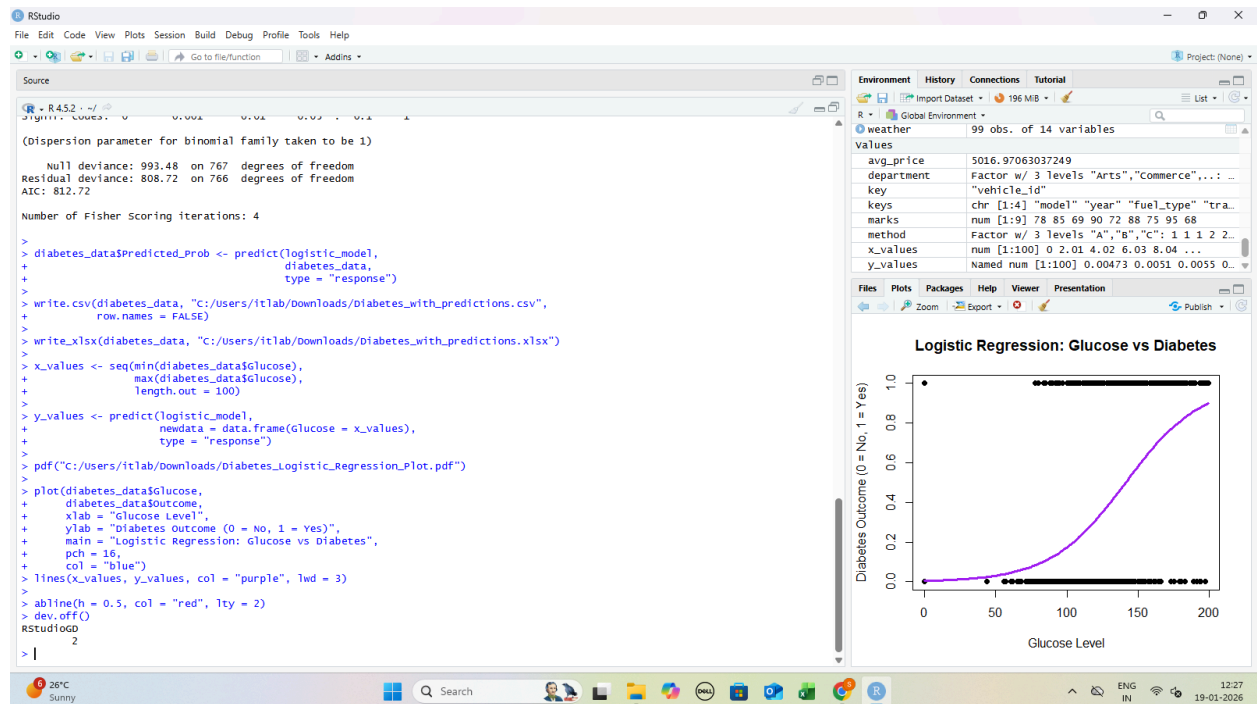 RStudio
File Edit Code View Plots Session Build Debug Profile Tools Help
Go to file/function
Addins
Project: (None)
Source
R 4.5.2 · ~/
Signif. codes: 0 0.001 0.01 0.05 . 0.1 1
(Dispersion parameter for binomial family taken to be 1)
Null deviance: 993.48 on 767 degrees of freedom
Residual deviance: 808.72 on 766 degrees of freedom
AIC: 812.72
Number of Fisher Scoring iterations: 4
>
> diabetes_data$Predicted_Prob <- predict(logistic_model,
+ diabetes_data,
+ type = "response")
>
> write.csv(diabetes_data, "C:/Users/itlab/Downloads/Diabetes_with_predictions.csv",
+ row.names = FALSE)
>
> write_xlsx(diabetes_data, "C:/Users/itlab/Downloads/Diabetes_with_predictions.xlsx")
>
> x_values <- seq(min(diabetes_data$Glucose),
+ max(diabetes_data$Glucose),
+ length.out = 100)
>
> y_values <- predict(logistic_model,
+ newdata = data.frame(Glucose = x_values),
+ type = "response")
>
> pdf("C:/Users/itlab/Downloads/Diabetes_Logistic_Regression_Plot.pdf")
>
> plot(diabetes_data$Glucose,
+ diabetes_data$Outcome,
+ xlab = "Glucose Level",
+ ylab = "Diabetes Outcome (0 = No, 1 = Yes)",
+ main = "Logistic Regression: Glucose vs Diabetes",
+ pch = 16,
+ col = "blue")
> lines(x_values, y_values, col = "purple", lwd = 3)
>
> abline(h = 0.5, col = "red", lty = 2)
> dev.off()
RStudioGD
2
>
Environment History Connections Tutorial
Import Dataset 196 MiB List
R Global Environment
weather 99 obs. of 14 variables
Values
avg_price 5016.97063037249
department Factor w/ 3 levels "Arts","Commerce",..: …
key "vehicle_id"
keys chr [1:4] "model" "year" "fuel_type" "tra…
marks num [1:9] 78 85 69 90 72 88 75 95 68
method Factor w/ 3 levels "A","B","C": 1 1 1 2 2…
x_values num [1:100] 0 2.01 4.02 6.03 8.04 ...
y_values Named num [1:100] 0.00473 0.0051 0.0055 0…
Files Plots Packages Help Viewer Presentation
Zoom Export Publish
Logistic Regression: Glucose vs Diabetes
Diabetes Outcome (0 = No, 1 = Yes)
1.0
0.8
0.6
0.4
0.2
0.0
0 50 100 150 200
Glucose Level
6
26°C
Sunny
Search
DELL
ENG
IN
12:27
19-01-2026